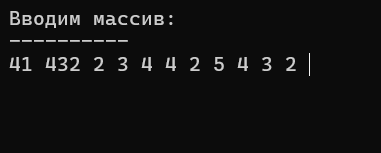 Вводим массив:
----------
41 432 2 3 4 4 2 5 4 3 2